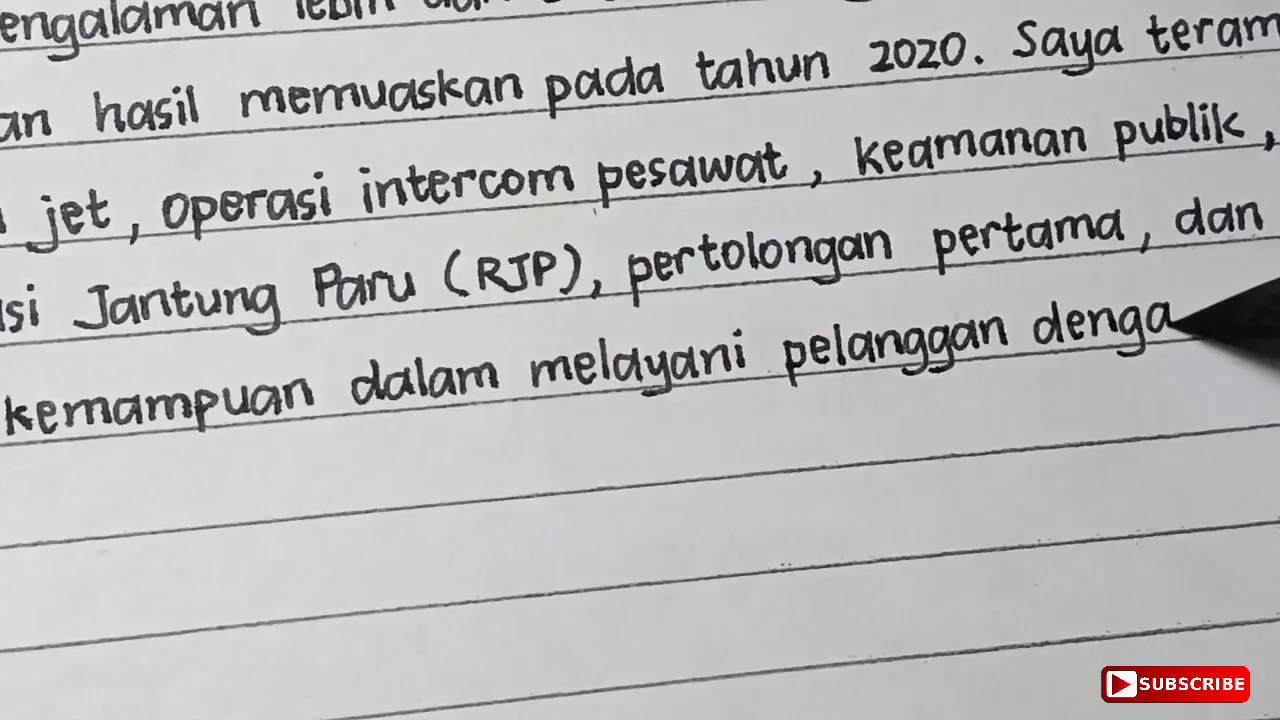 engalaman lebih
an hasil memuaskan pada tahun 2020. Saya teram
jet, operasi intercom pesawat, keamanan publik,
si Jantung Paru (RJP), pertolongan pertama, dan
kemampuan dalam melayani pelanggan denga
SUBSCRIBE